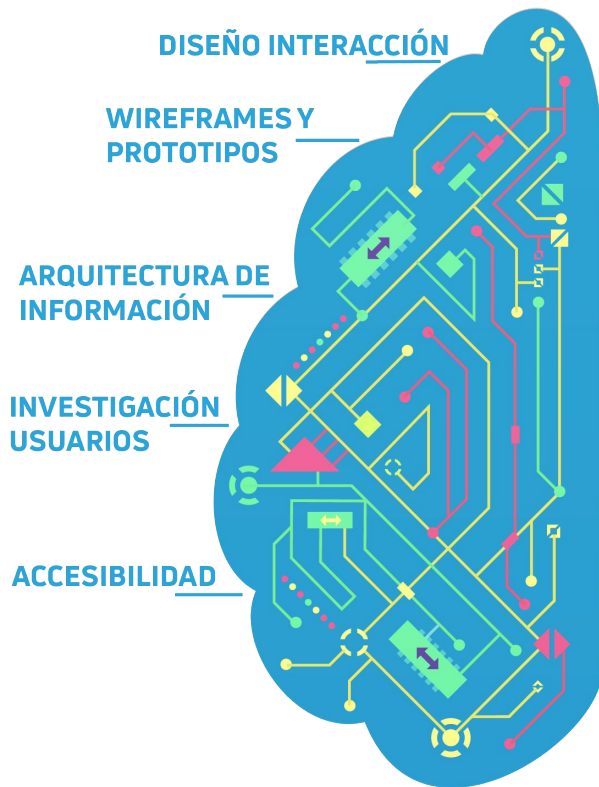 DISEÑO INTERACCIÓN
WIREFRAMES Y
PROTOTIPOS
ARQUITECTURA DE
INFORMACIÓN
INVESTIGACIÓN
USUARIOS
ACCESIBILIDAD